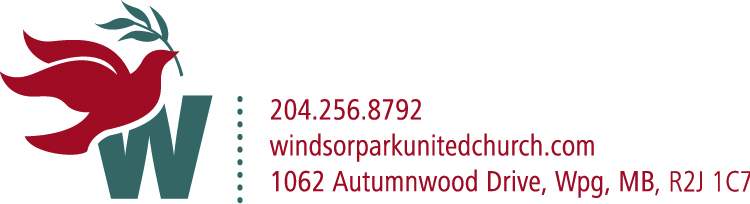 W
204.256.8792
windsorparkunitedchurch.com
1062 Autumnwood Drive, Wpg, MB, R2J 1C7